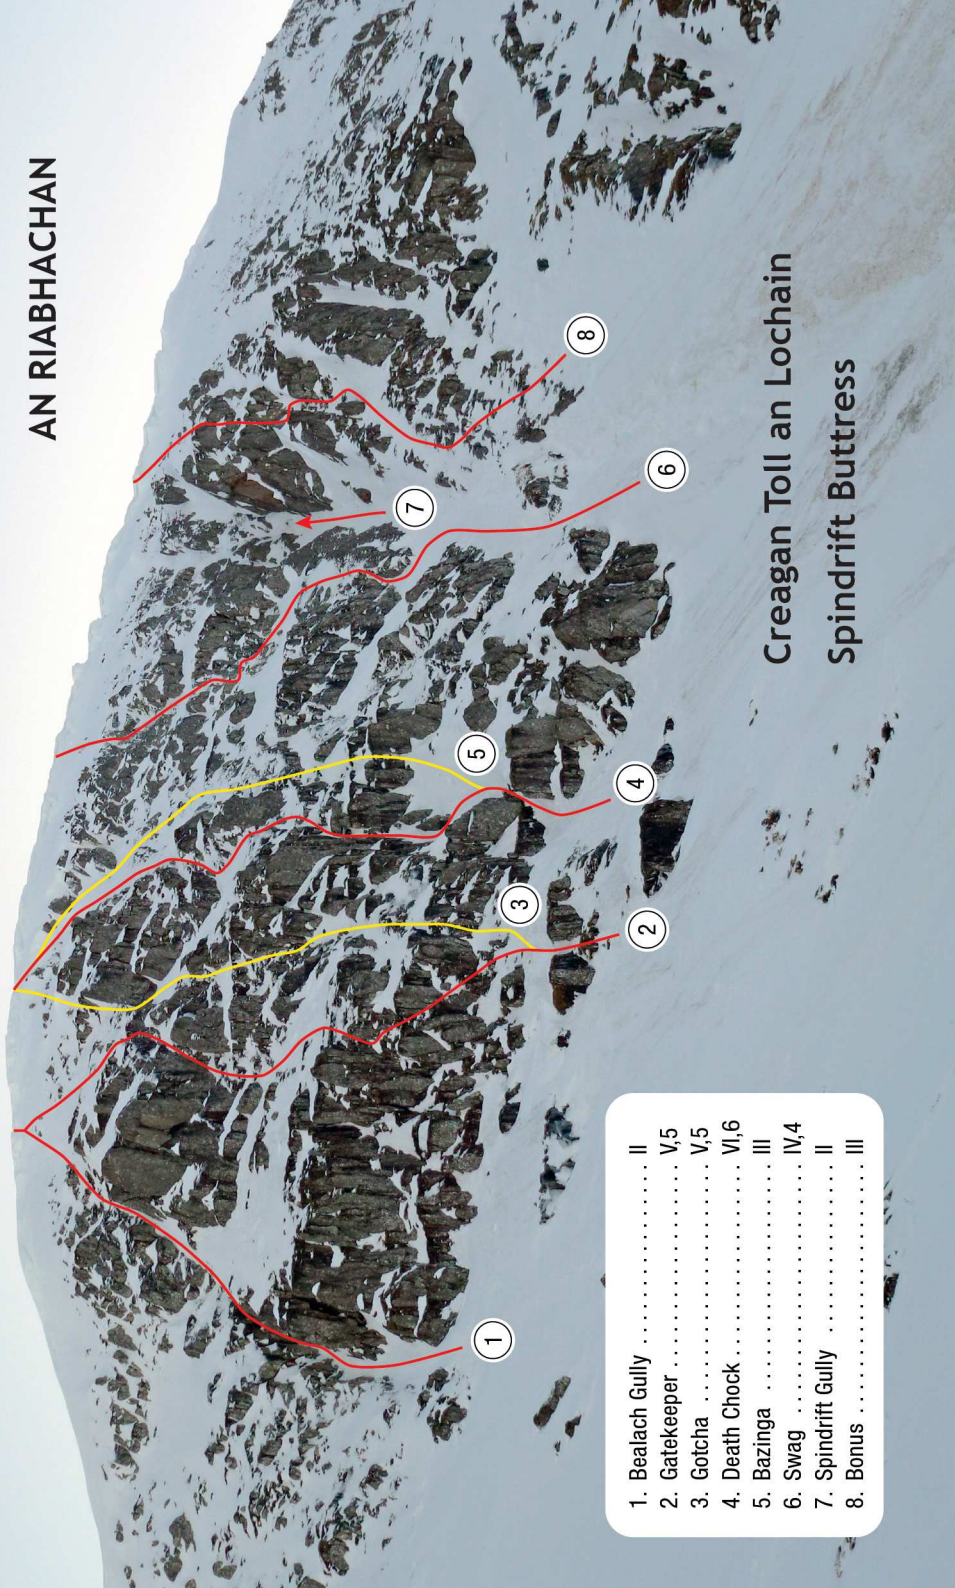 AN RIABHACHAN
Creagan Toll an Lochain
Spindrift Buttress
1
2
3
4
5
6
7
8
1. Bealach Gully . . . . . . . . . . . . . . . . . . . . . II
2. Gatekeeper . . . . . . . . . . . . . . . . . . . . . V,5
3. Gotcha . . . . . . . . . . . . . . . . . . . . . . . . V,5
4. Death Chock . . . . . . . . . . . . . . . . . . . VI,6
5. Bazinga . . . . . . . . . . . . . . . . . . . . . . . . III
6. Swag . . . . . . . . . . . . . . . . . . . . . . . . . IV,4
7. Spindrift Gully . . . . . . . . . . . . . . . . . . . II
8. Bonus . . . . . . . . . . . . . . . . . . . . . . . . . . III